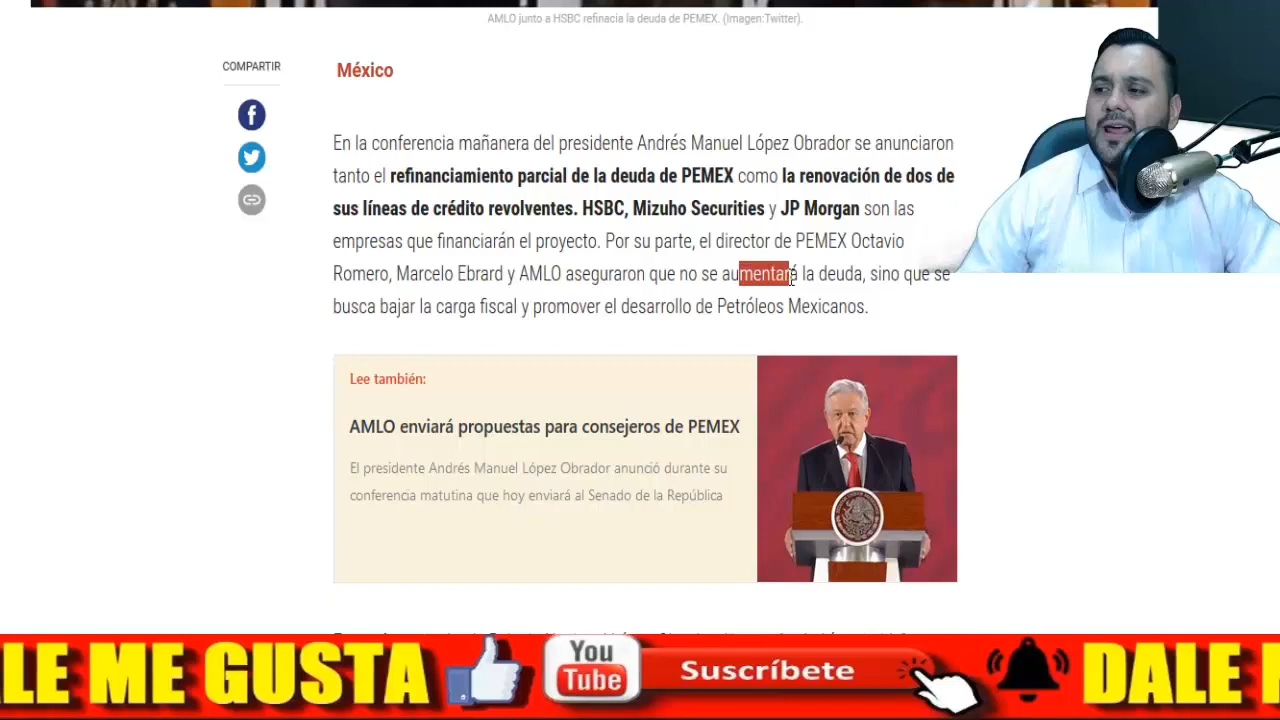 AMLO junto a HSBC refinacia la deuda de PEMEX. (Imagen:Twitter).
COMPARTIR
México
En la conferencia mañanera del presidente Andrés Manuel López Obrador se anunciaron
tanto el refinanciamiento parcial de la deuda de PEMEX como la renovación de dos de
sus líneas de crédito revolventes. HSBC, Mizuho Securities y JP Morgan son las
empresas que financiarán el proyecto. Por su parte, el director de PEMEX Octavio
Romero, Marcelo Ebrard y AMLO aseguraron que no se aumentará la deuda, sino que se
busca bajar la carga fiscal y promover el desarrollo de Petróleos Mexicanos.
Lee también:
AMLO enviará propuestas para consejeros de PEMEX
El presidente Andrés Manuel López Obrador anunció durante su
conferencia matutina que hoy enviará al Senado de la República
LE ME GUSTA
You
Tube
Suscríbete
DALE